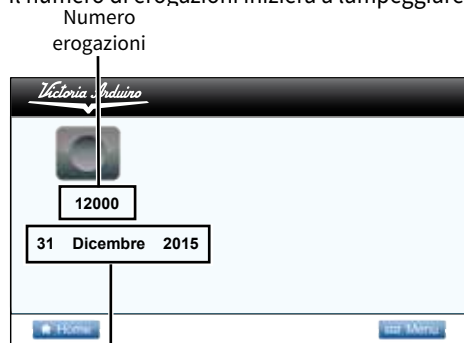 Il numero di erogazioni inizierà a lampeggiare
Numero
erogazioni
Victoria Arduino
12000
31 Dicembre 2015
Home
Menu